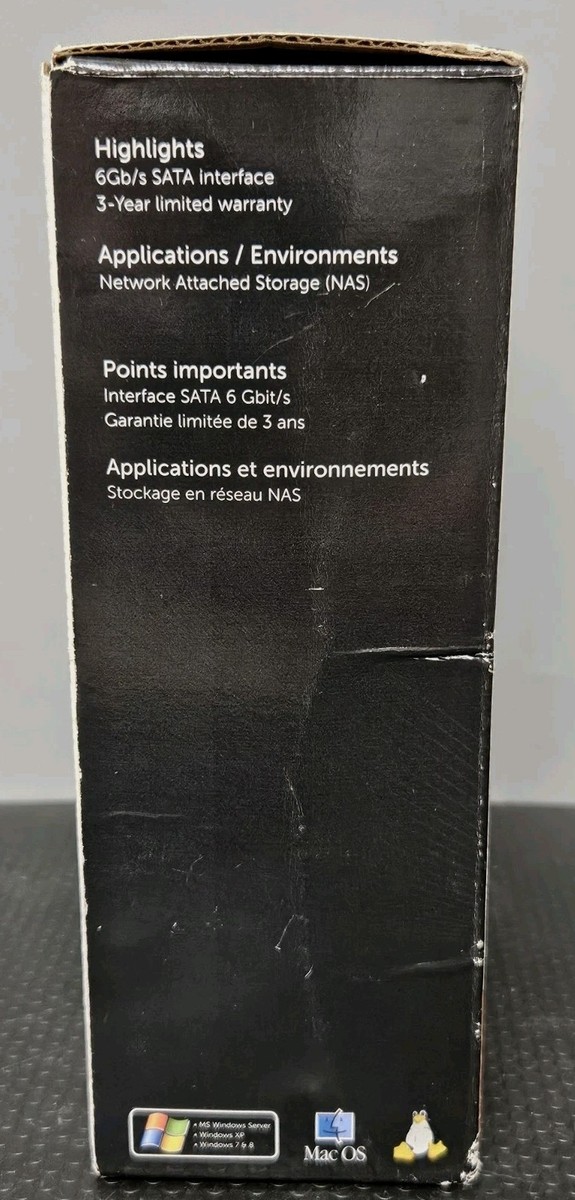 Highlights
6Gb/s SATA interface
3-Year limited warranty
Applications / Environments
Network Attached Storage (NAS)
Points importants
Interface SATA 6 Gbit/s
Garantie limitée de 3 ans
Applications et environnements
Stockage en réseau NAS
• MS Windows Server
• Windows XP
• Windows 7 & 8
Mac OS